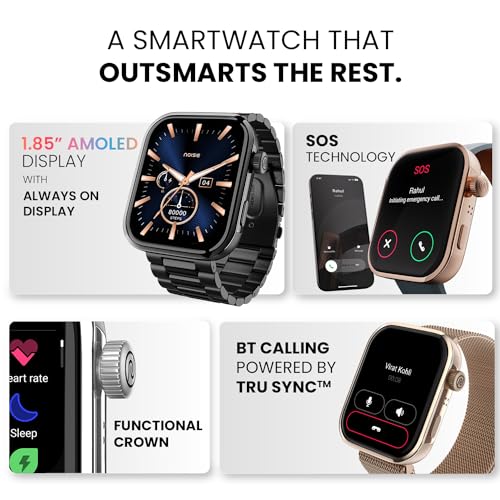 A SMARTWATCH THAT
OUTSMARTS THE REST.
1.85” AMOLED
DISPLAY
WITH
ALWAYS ON
DISPLAY
NOISE
04
80000
STEPS
SOS
TECHNOLOGY
Rahul
SOS
Rahul
Initiating emergency call...
eart rate
Sleep
FUNCTIONAL
CROWN
BT CALLING
POWERED BY
TRU SYNC™
Virat Kohli
00:08